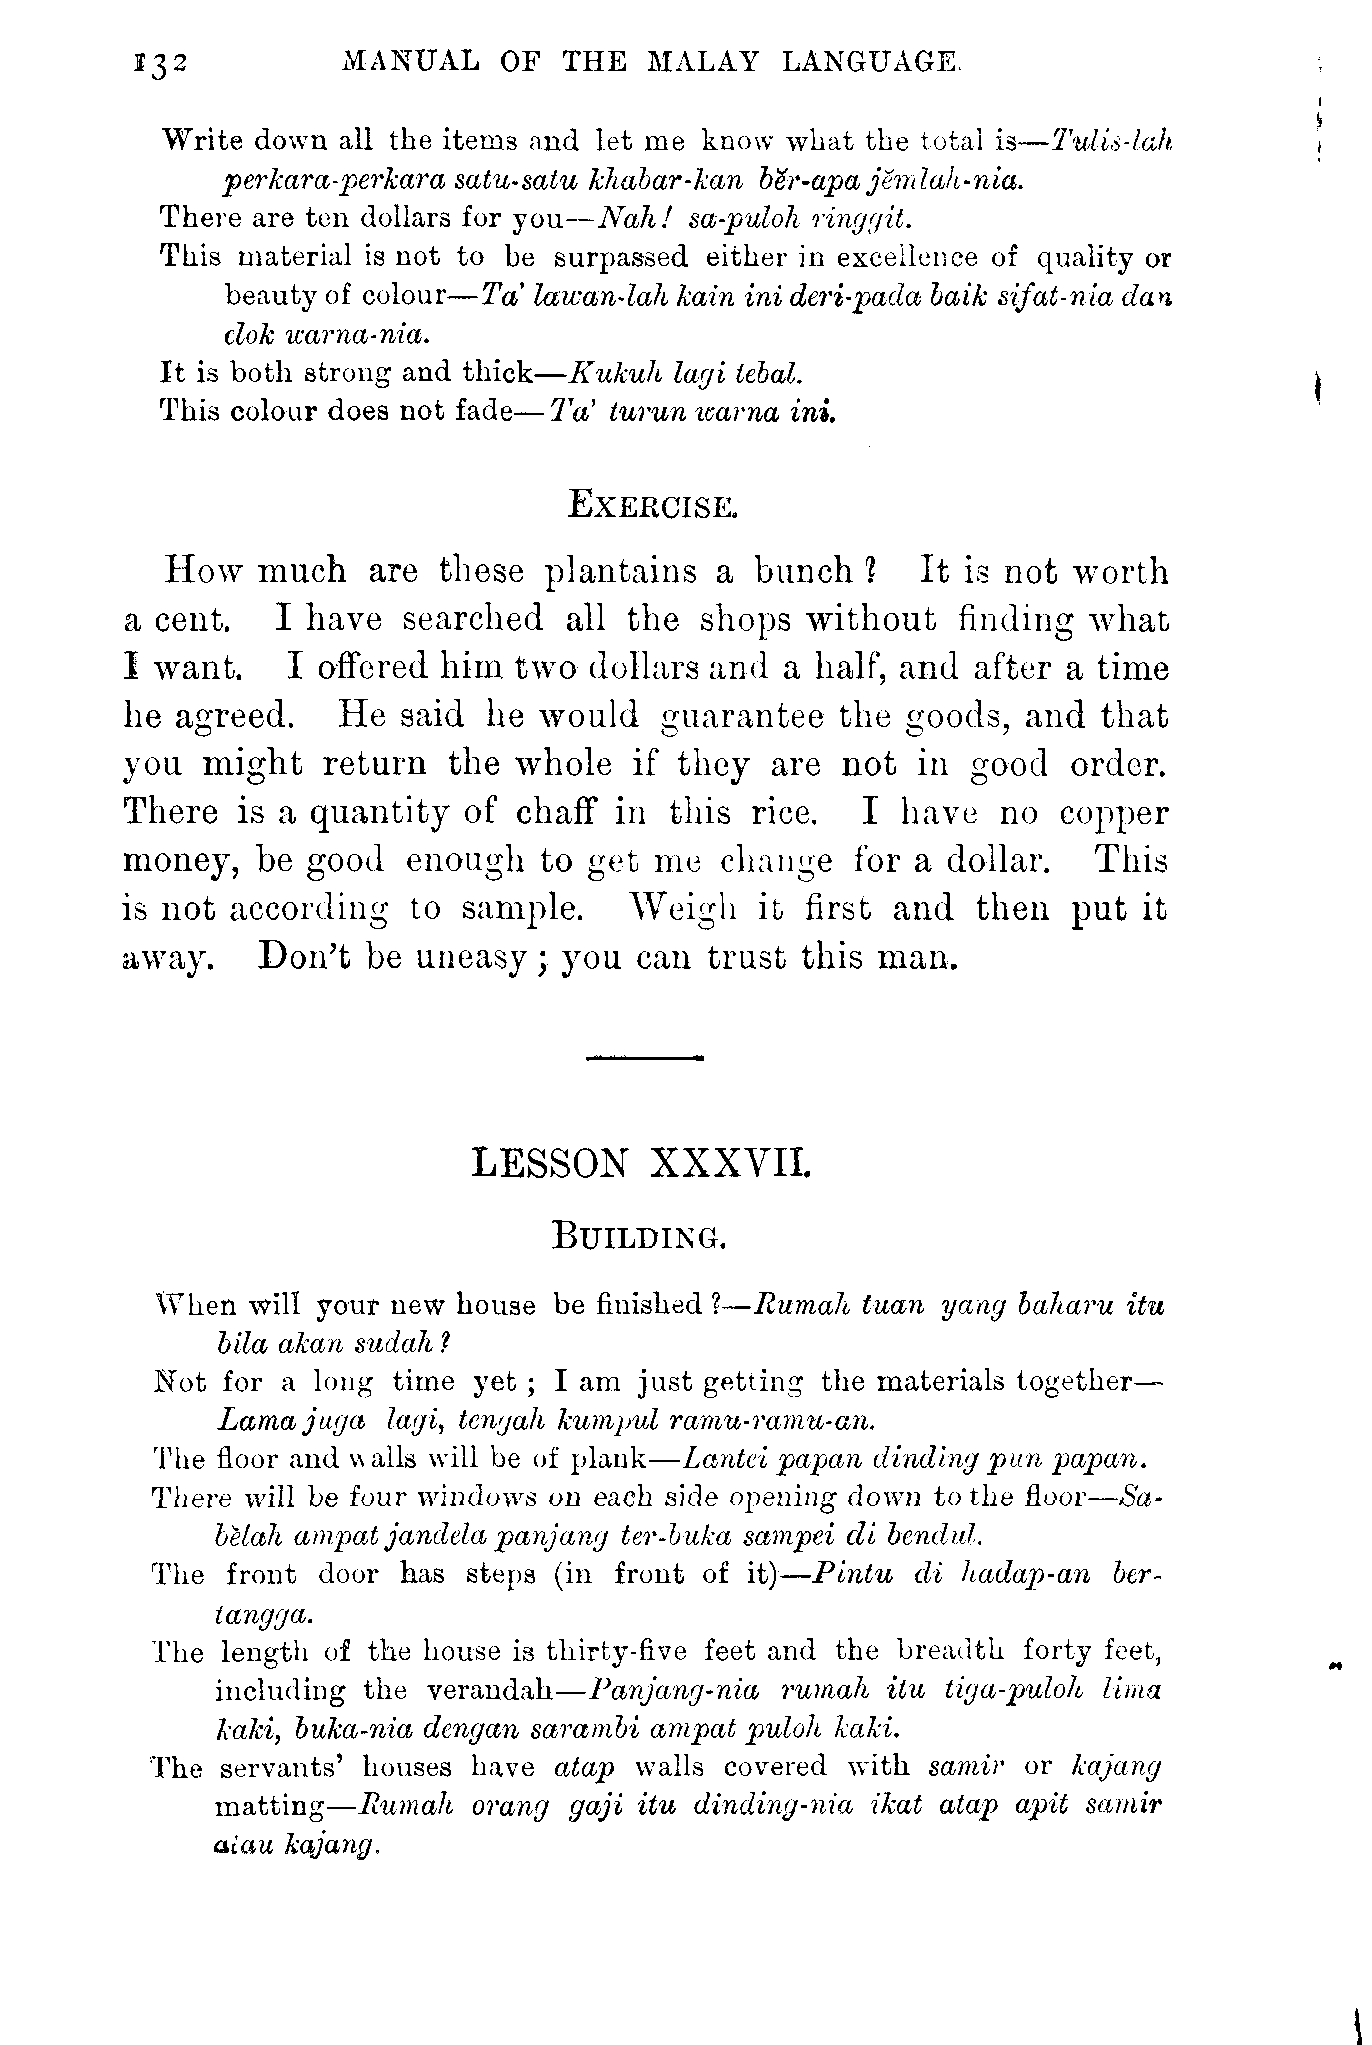 132 MANUAL OF THE MALAY LANGUAGE.
Write down all the items and let me know what the total is—Tulis-lah
perkara-perkara satu-satu khabar-kan bĕr-apa jĕmlah-nia.
There are ten dollars for you—Nah! sa-puloh ringgit.
This material is not to be surpassed either in excellence of quality or
beauty of colour—Ta' lawan-lah kain ini deri-pada baik sifat-nia dan
elok warna-nia.
It is both strong and thick—Kukuh lagi tebal.
This colour does not fade—Ta' turun warna ini.
EXERCISE.
How much are these plantains a bunch? It is not worth
a cent. I have searched all the shops without finding what
I want. I offered him two dollars and a half, and after a time
he agreed. He said he would guarantee the goods, and that
you might return the whole if they are not in good order.
There is a quantity of chaff in this rice. I have no copper
money, be good enough to get me change for a dollar. This
is not according to sample. Weigh it first and then put it
away. Don't be uneasy; you can trust this man.
LESSON XXXVII.
BUILDING.
When will your new house be finished?—Rumah tuan yang baharu itu
bila akan sudah?
Not for a long time yet; I am just getting the materials together—
Lama juga lagi, tengah kumpul ramu-ramu-an.
The floor and walls will be of plank—Lantei papan dinding pun papan.
There will be four windows on each side opening down to the floor—Sa-
bèlah ampat jandela panjang ter-buka sampei di bendul.
The front door has steps (in front of it)—Pintu di hadap-an ber-
tangga.
The length of the house is thirty-five feet and the breadth forty feet,
including the verandah—Panjang-nia rumah itu tiga-puloh lima
kaki, buka-nia dengan sarambi ampat puloh kaki.
The servants' houses have atap walls covered with samir or kajang
matting—Rumah orang gaji itu dinding-nia ikat atap apit samir
atau kajang.